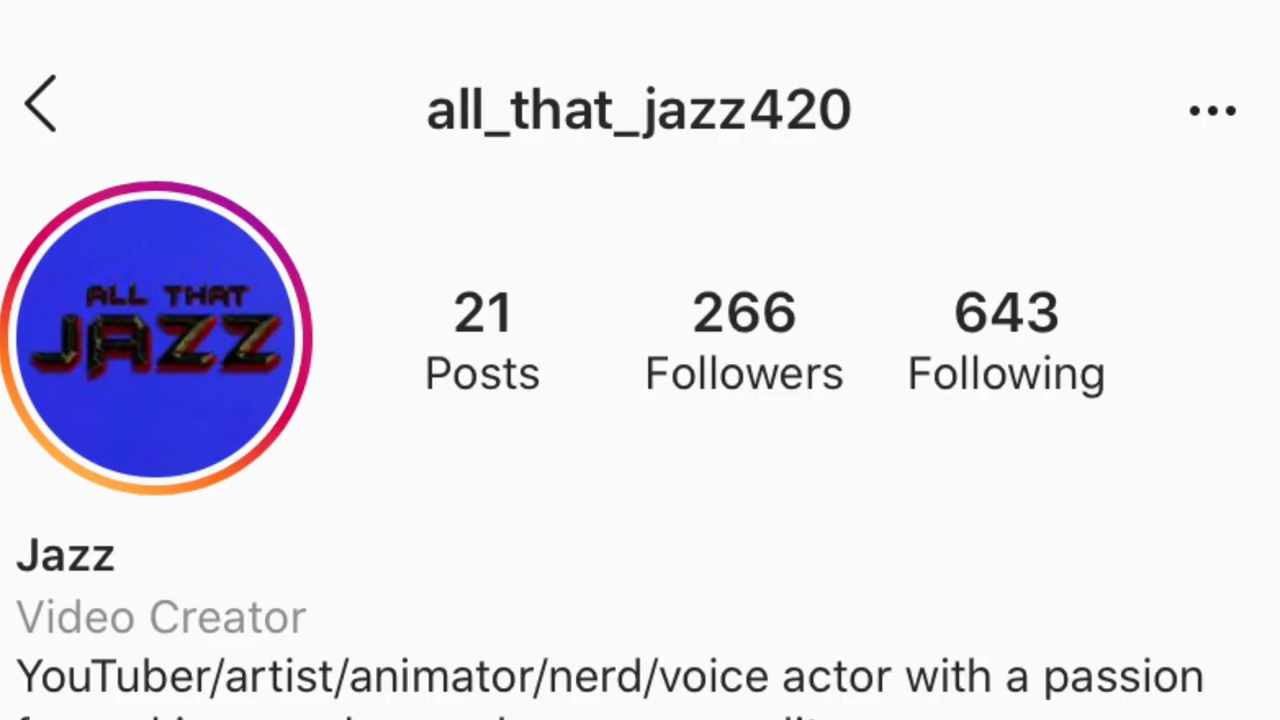 all_that_jazz420
ALL THAT
JAZZ
21 266 643
Posts Followers Following
Jazz
Video Creator
YouTuber/artist/animator/nerd/voice actor with a passion